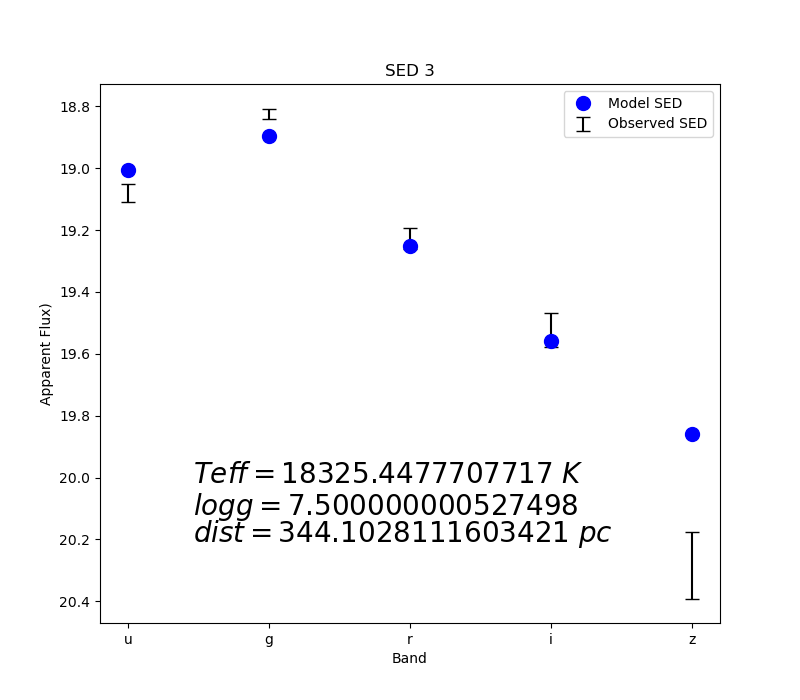 SED 3
Model SED
Observed SED
18.8
19.0
19.2
19.4
19.6
19.8
20.0
20.2
20.4
Apparent Flux)
Teff = 18325.4477707717 K
logg = 7.500000000527498
dist = 344.1028111603421 pc
u g r i z
Band